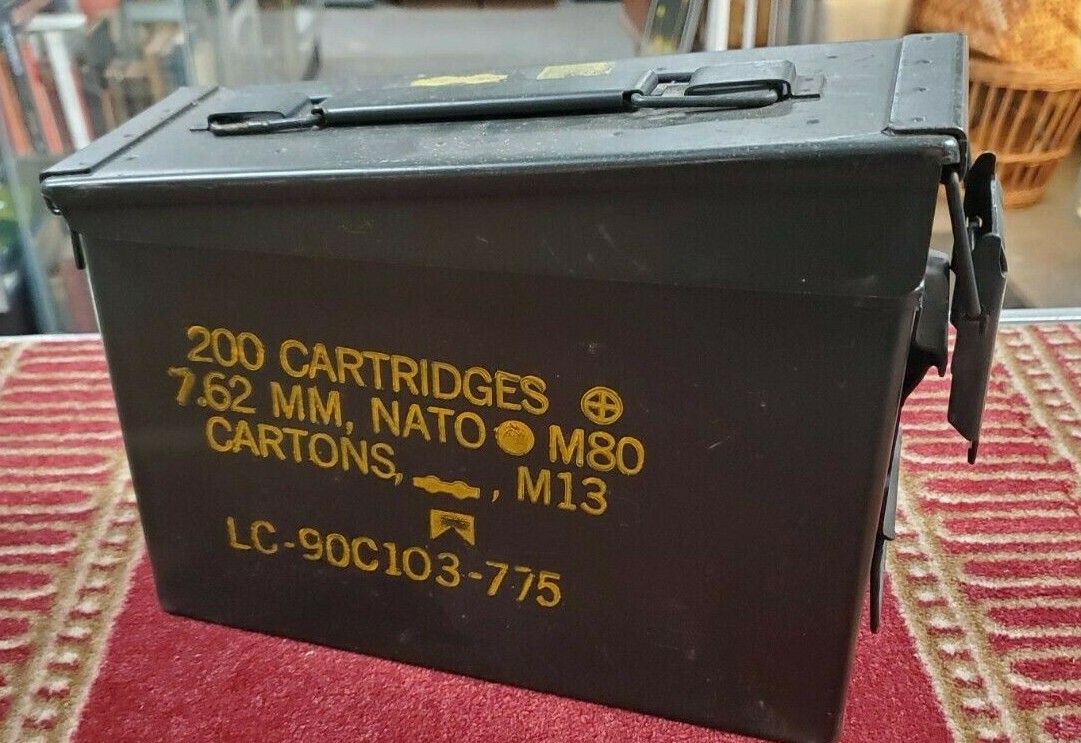 200 CARTRIDGES ⊕
7.62 MM, NATO ● M80
CARTONS, , M13
LC-90C103-775